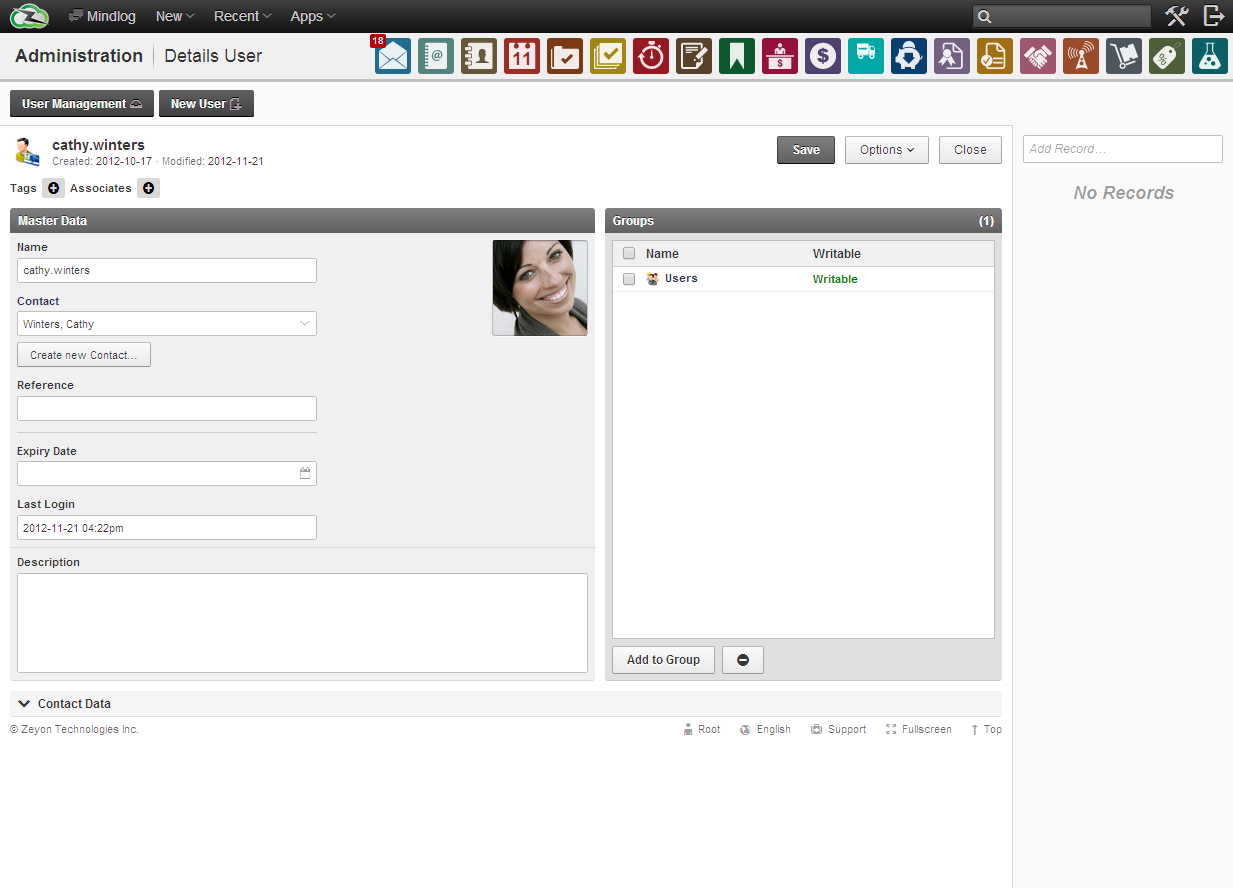 Mindlog New Recent Apps
Administration Details User
18
@
11
$
$
User Management New User
cathy.winters
Created: 2012-10-17 · Modified: 2012-11-21
Save Options Close
Add Record...
No Records
Tags Associates
Master Data
Name
cathy.winters
Contact
Winters, Cathy
Create new Contact...
Reference
Expiry Date
Last Login
2012-11-21 04:22pm
Description
Groups (1)
Name Writable
Users Writable
Add to Group
Contact Data
© Zeyon Technologies Inc. Root English Support Fullscreen Top